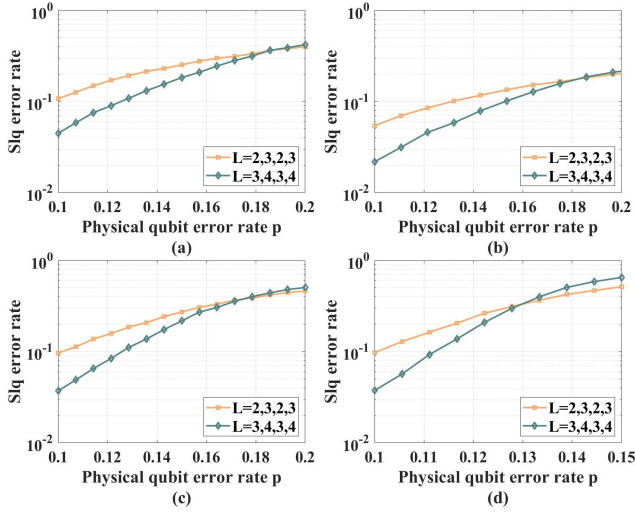 10^0
10^-1
10^-2
Slq error rate
L=2,3,2,3
L=3,4,3,4
0.1 0.12 0.14 0.16 0.18 0.2
Physical qubit error rate p
(a)
10^0
10^-1
10^-2
Slq error rate
L=2,3,2,3
L=3,4,3,4
0.1 0.12 0.14 0.16 0.18 0.2
Physical qubit error rate p
(b)
10^0
10^-1
10^-2
Slq error rate
L=2,3,2,3
L=3,4,3,4
0.1 0.12 0.14 0.16 0.18 0.2
Physical qubit error rate p
(c)
10^0
10^-1
10^-2
Slq error rate
L=2,3,2,3
L=3,4,3,4
0.1 0.11 0.12 0.13 0.14 0.15
Physical qubit error rate p
(d)